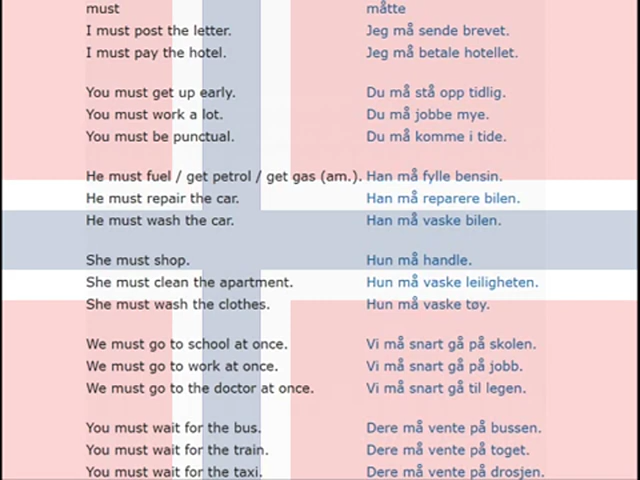 must måtte
I must post the letter. Jeg må sende brevet.
I must pay the hotel. Jeg må betale hotellet.
You must get up early. Du må stå opp tidlig.
You must work a lot. Du må jobbe mye.
You must be punctual. Du må komme i tide.
He must fuel / get petrol / get gas (am.). Han må fylle bensin.
He must repair the car. Han må reparere bilen.
He must wash the car. Han må vaske bilen.
She must shop. Hun må handle.
She must clean the apartment. Hun må vaske leiligheten.
She must wash the clothes. Hun må vaske tøy.
We must go to school at once. Vi må snart gå på skolen.
We must go to work at once. Vi må snart gå på jobb.
We must go to the doctor at once. Vi må snart gå til legen.
You must wait for the bus. Dere må vente på bussen.
You must wait for the train. Dere må vente på toget.
You must wait for the taxi. Dere må vente på drosjen.